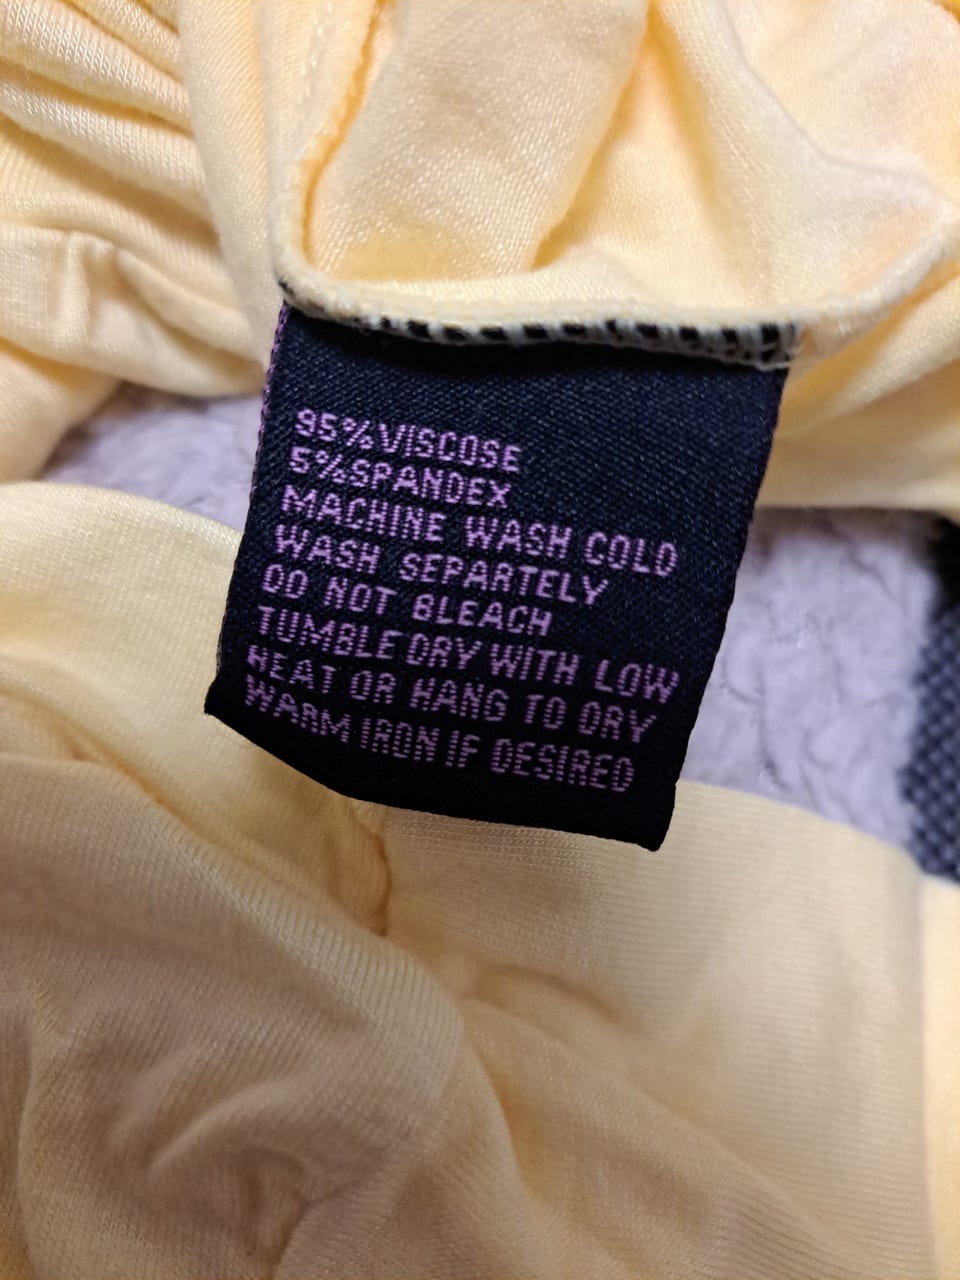 95%VISCOSE
5%SPANDEX
MACHINE WASH COLD
WASH SEPARTELY
DO NOT BLEACH
TUMBLE DRY WITH LOW
HEAT OR HANG TO DRY
WARM IRON IF DESIRED